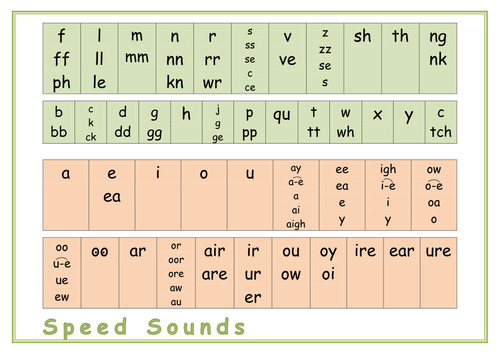 f
ff
ph
l
ll
le
m
mm
n
nn
kn
r
rr
wr
s
ss
se
c
ce
v
ve
z
zz
se
s
sh
th
ng
nk
b
bb
c
k
ck
d
dd
g
gg
h
j
g
ge
p
pp
qu
t
tt
w
wh
x
y
c
tch
a
e
ea
i
o
u
ay
a-e
a
ai
aigh
ee
ea
e
y
igh
i-e
i
y
ow
o-e
oa
o
oo
u-e
ue
ew
oo
ar
or
oor
ore
aw
au
air
are
ir
ur
er
ou
ow
oy
oi
ire
ear
ure
Speed Sounds